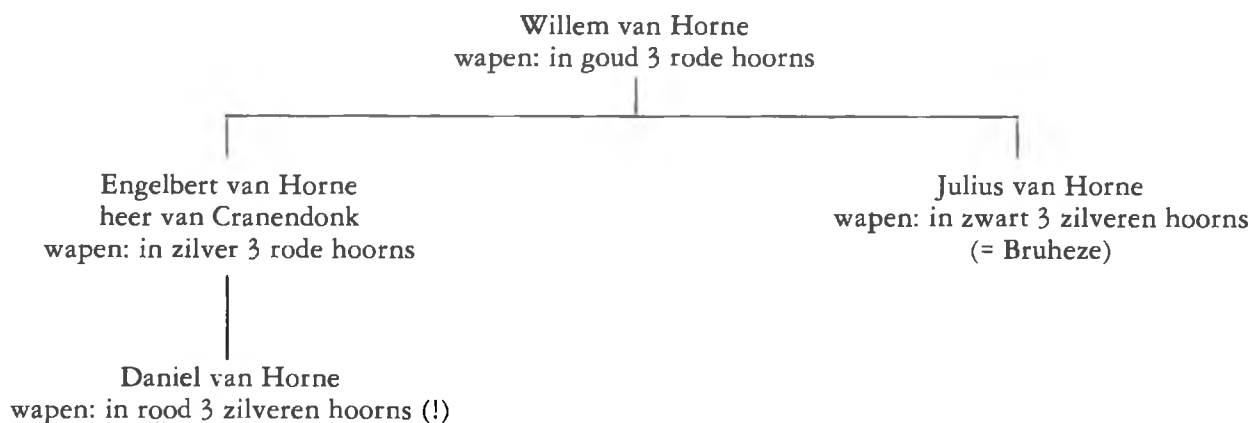 Willem van Horne
wapen: in goud 3 rode hoorns
Engelbert van Horne
heer van Cranendonk
wapen: in zilver 3 rode hoorns
Julius van Horne
wapen: in zwart 3 zilveren hoorns
(= Bruheze)
Daniel van Horne
wapen: in rood 3 zilveren hoorns (!)